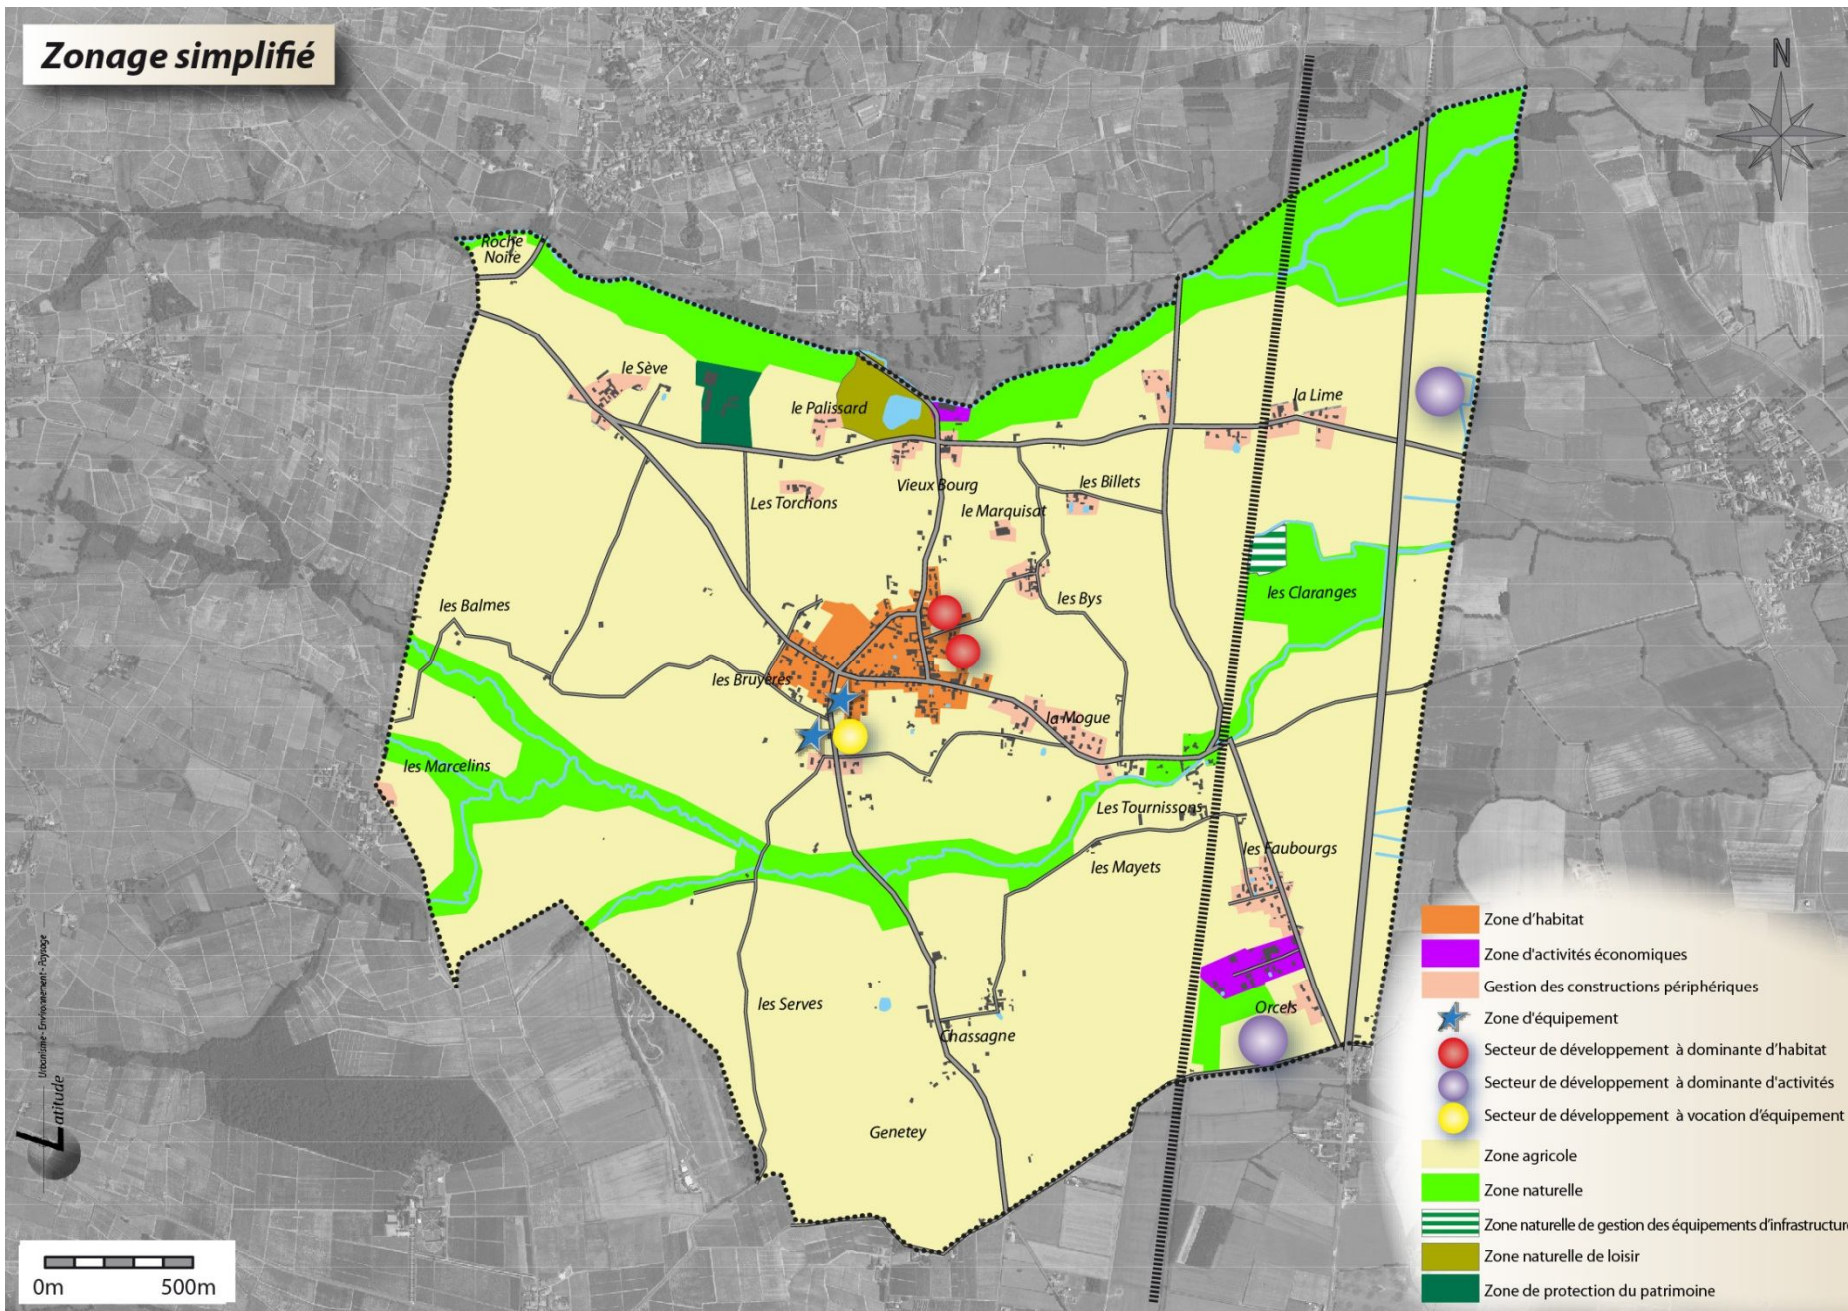 Zonage simplifié
N
Roche
Noire
le Sève
le Palissard
la Lime
Les Torchons
Vieux Bourg
les Billets
le Marquisat
les Claranges
les Balmes
les Bys
les Bruyères
la Mogue
les Marcelins
Les Tournissons
les Mayets
les Faubourgs
les Serves
Orcels
Chassagne
Genetey
Urbanisme - Environnement - Paysage
Latitude
0m
500m
Zone d'habitat
Zone d'activités économiques
Gestion des constructions périphériques
Zone d'équipement
Secteur de développement à dominante d'habitat
Secteur de développement à dominante d'activités
Secteur de développement à vocation d'équipement
Zone agricole
Zone naturelle
Zone naturelle de gestion des équipements d'infrastructure
Zone naturelle de loisir
Zone de protection du patrimoine